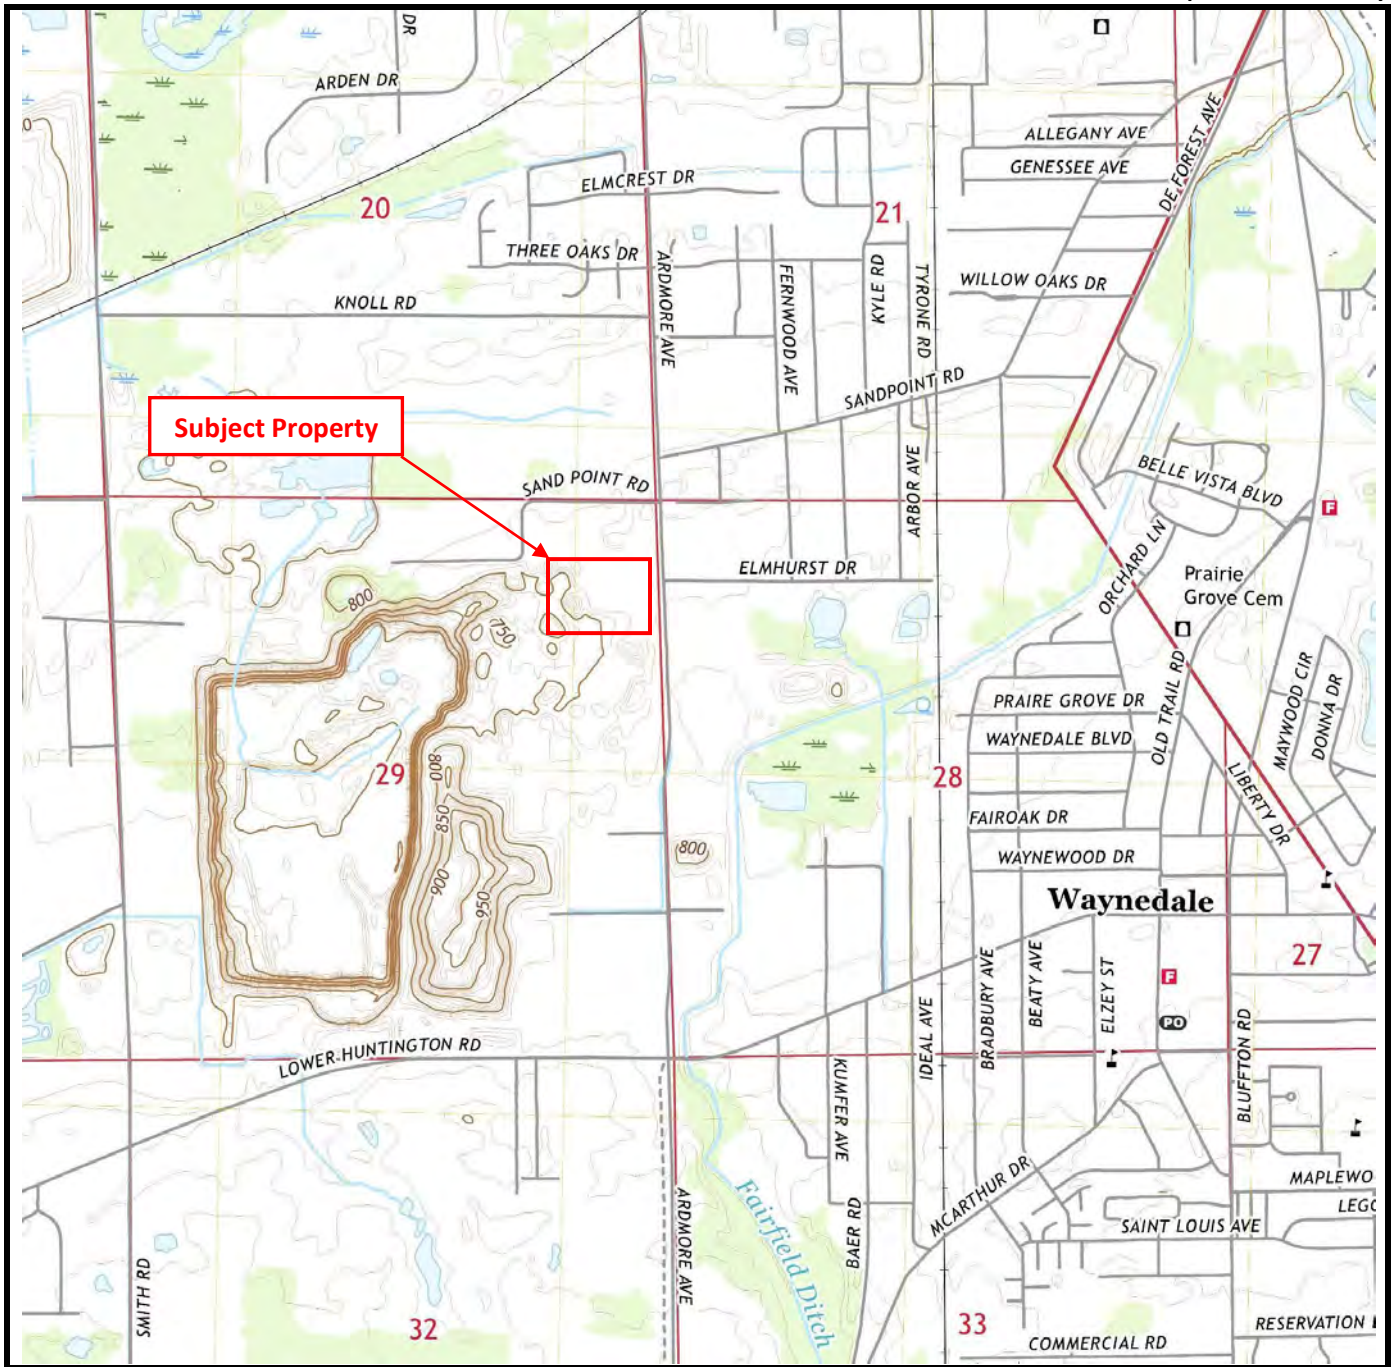 DR
ARDEN DR
ALLEGANY AVE
GENESSEE AVE
DE FOREST AVE
ELMCREST DR
20
21
THREE OAKS DR
ARDMORE AVE
FERNWOOD AVE
KYLE RD
TYRONE RD
WILLOW OAKS DR
KNOLL RD
SANDPOINT RD
Subject Property
SAND POINT RD
ARBOR AVE
BELLE VISTA BLVD
F
ELMHURST DR
ORCHARD LN
Prairie
Grove Cem
800
750
OLD TRAIL RD
MAYWOOD CIR
DONNA DR
PRAIRE GROVE DR
WAYNEDALE BLVD
29
800
28
LIBERTY DR
850
FAIROAK DR
800
WAYNEWOOD DR
900
950
Waynedale
27
BRADBURY AVE
BEATY AVE
ELZEY ST
F
IDEAL AVE
PO
BLUFFTON RD
LOWER HUNTINGTON RD
KUMFER AVE
MCARTHUR DR
MAPLEWO
SAINT LOUIS AVE
Fairfield Ditch
BAER RD
ARDMORE AVE
SMITH RD
32
33
RESERVATION
COMMERCIAL RD